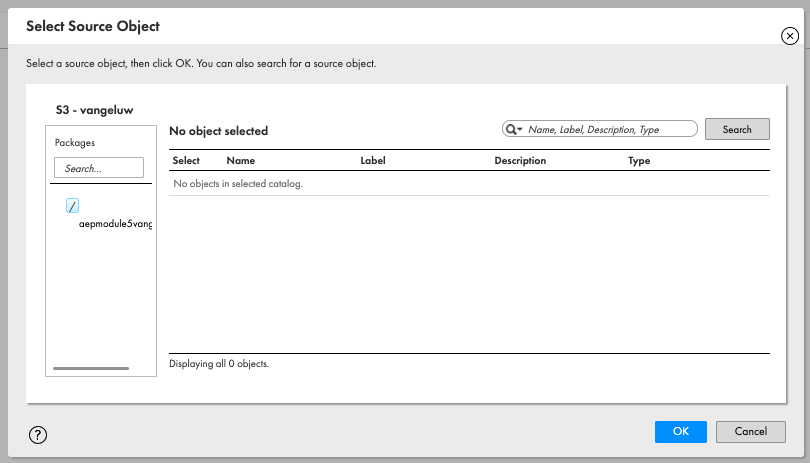 Select Source Object
Select a source object, then click OK. You can also search for a source object.
S3 - vangeluw
Packages
Search...
/
aepmodule5vang
No object selected
Name, Label, Description, Type
Search
Select Name Label Description Type
No objects in selected catalog.
Displaying all 0 objects.
?
OK
Cancel